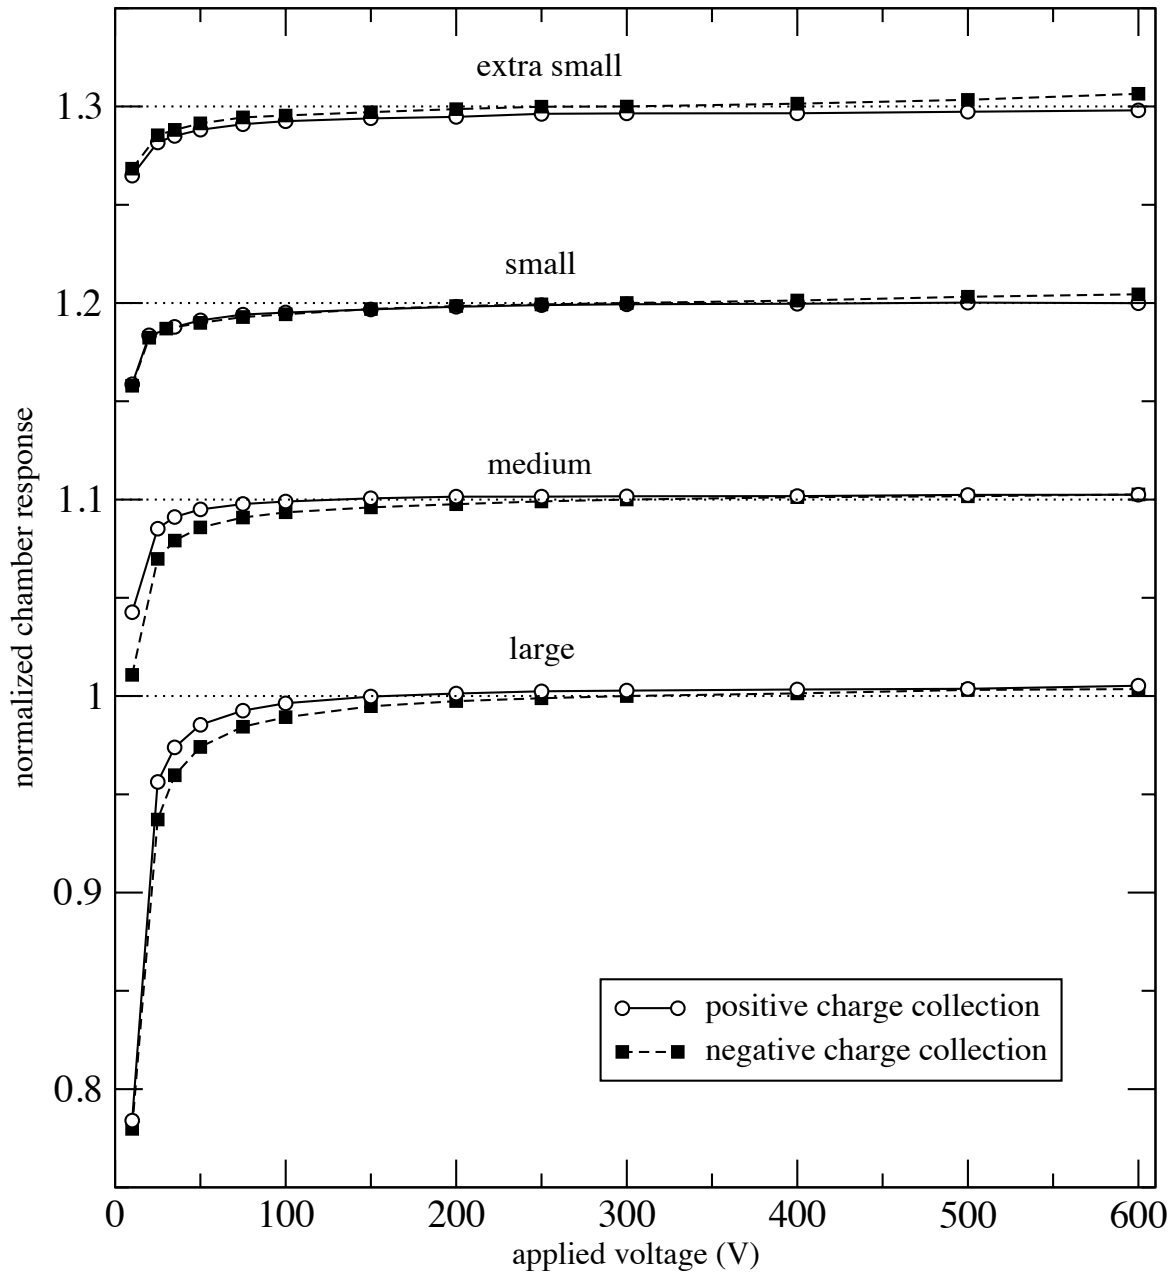 extra small
1.3
small
1.2
medium
1.1
large
1
0.9
0.8
normalized chamber response
positive charge collection
negative charge collection
0 100 200 300 400 500 600
applied voltage (V)